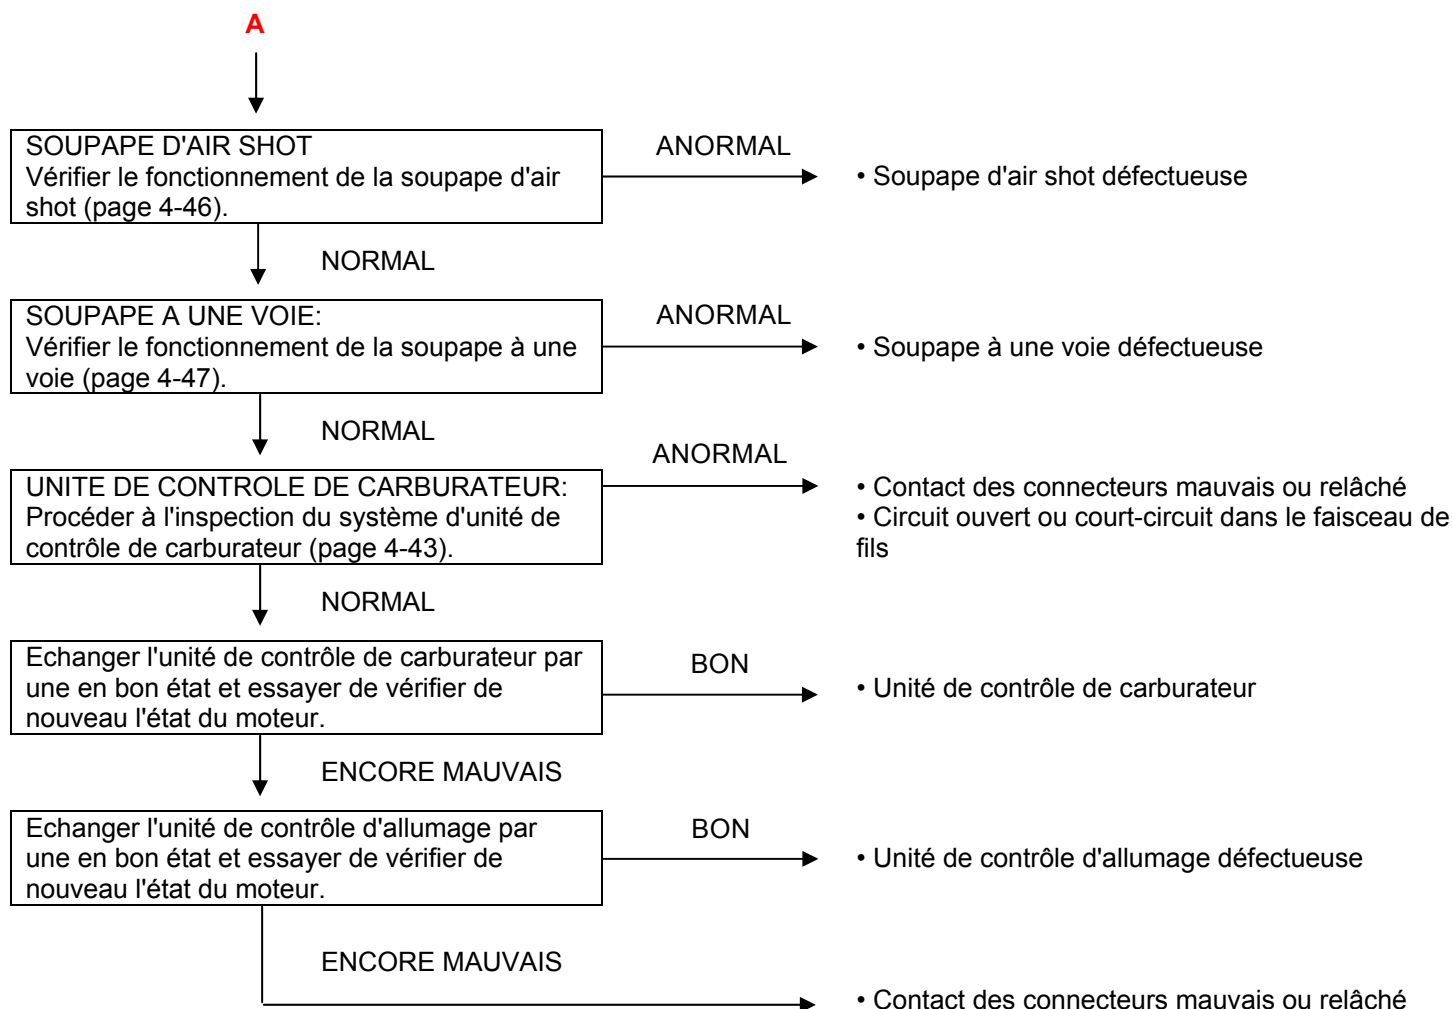 A
SOUPAPE D'AIR SHOT
Vérifier le fonctionnement de la soupape d'air
shot (page 4-46).
ANORMAL
• Soupape d'air shot défectueuse
NORMAL
SOUPAPE A UNE VOIE:
Vérifier le fonctionnement de la soupape à une
voie (page 4-47).
ANORMAL
• Soupape à une voie défectueuse
NORMAL
UNITE DE CONTROLE DE CARBURATEUR:
Procéder à l'inspection du système d'unité de
contrôle de carburateur (page 4-43).
ANORMAL
• Contact des connecteurs mauvais ou relâché
• Circuit ouvert ou court-circuit dans le faisceau de
fils
NORMAL
Echanger l'unité de contrôle de carburateur par
une en bon état et essayer de vérifier de
nouveau l'état du moteur.
BON
• Unité de contrôle de carburateur
ENCORE MAUVAIS
Echanger l'unité de contrôle d'allumage par
une en bon état et essayer de vérifier de
nouveau l'état du moteur.
BON
• Unité de contrôle d'allumage défectueuse
ENCORE MAUVAIS
• Contact des connecteurs mauvais ou relâché